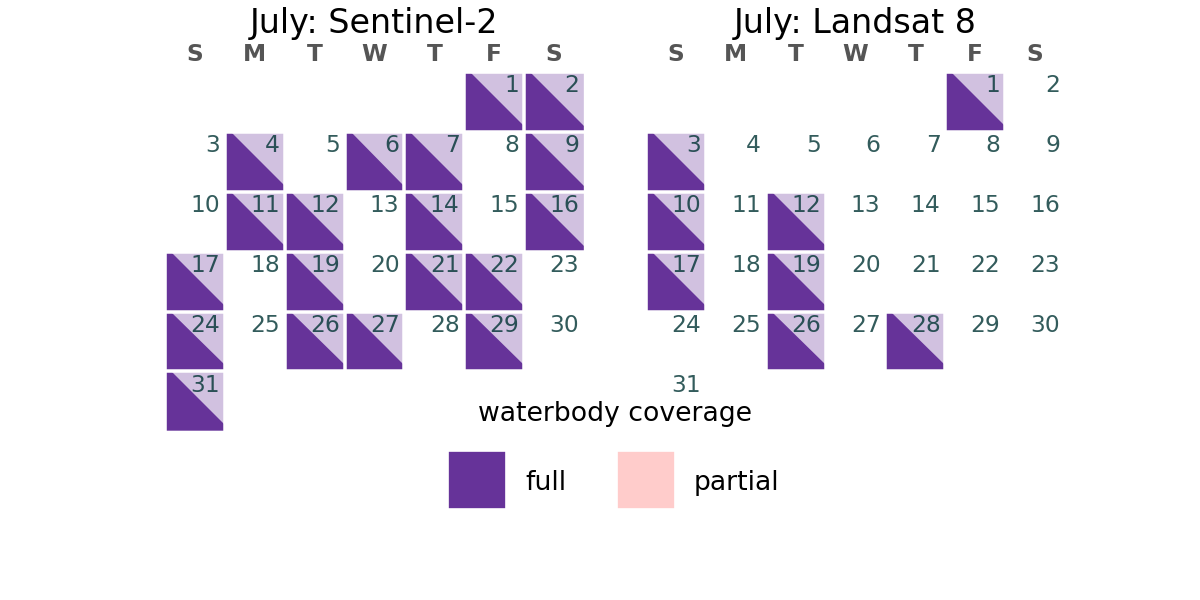 July: Sentinel-2
S M T W T F S
1 2
3 4 5 6 7 8 9
10 11 12 13 14 15 16
17 18 19 20 21 22 23
24 25 26 27 28 29 30
31
July: Landsat 8
S M T W T F S
1 2
3 4 5 6 7 8 9
10 11 12 13 14 15 16
17 18 19 20 21 22 23
24 25 26 27 28 29 30
31
waterbody coverage
full partial